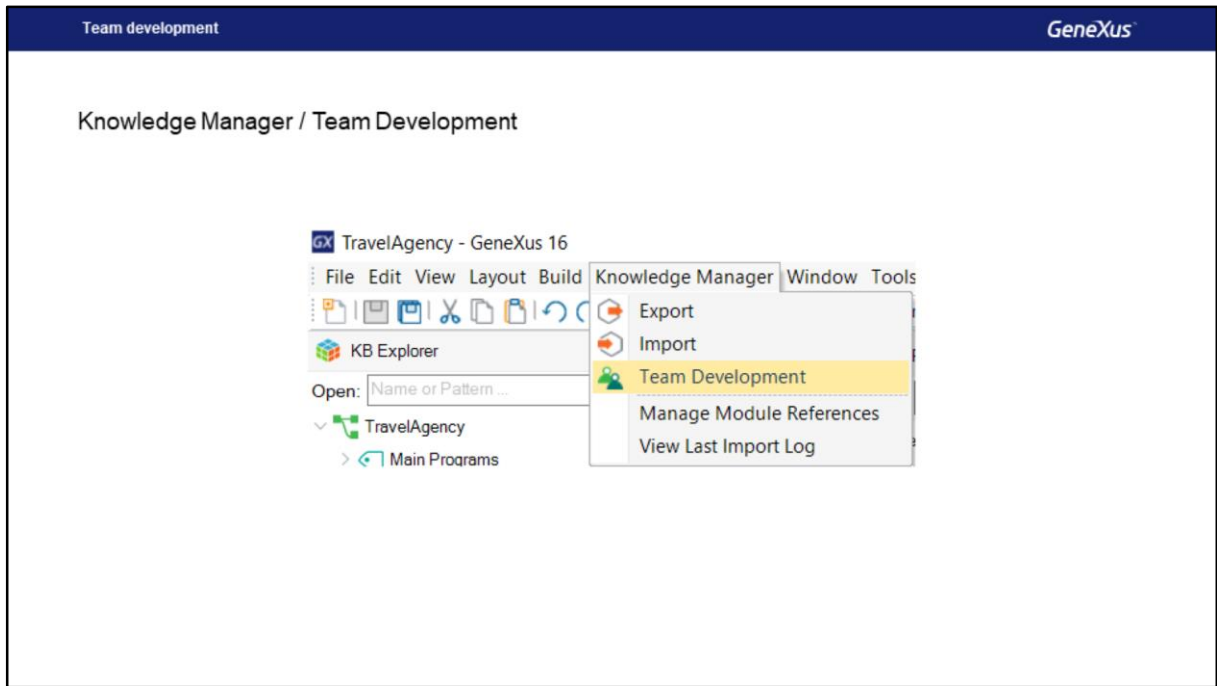 Team development
GeneXus
Knowledge Manager / Team Development
GX TravelAgency - GeneXus 16
File Edit View Layout Build Knowledge Manager Window Tools
Export
KB Explorer
Import
Open: Name or Pattern ...
Team Development
TravelAgency
Manage Module References
Main Programs
View Last Import Log